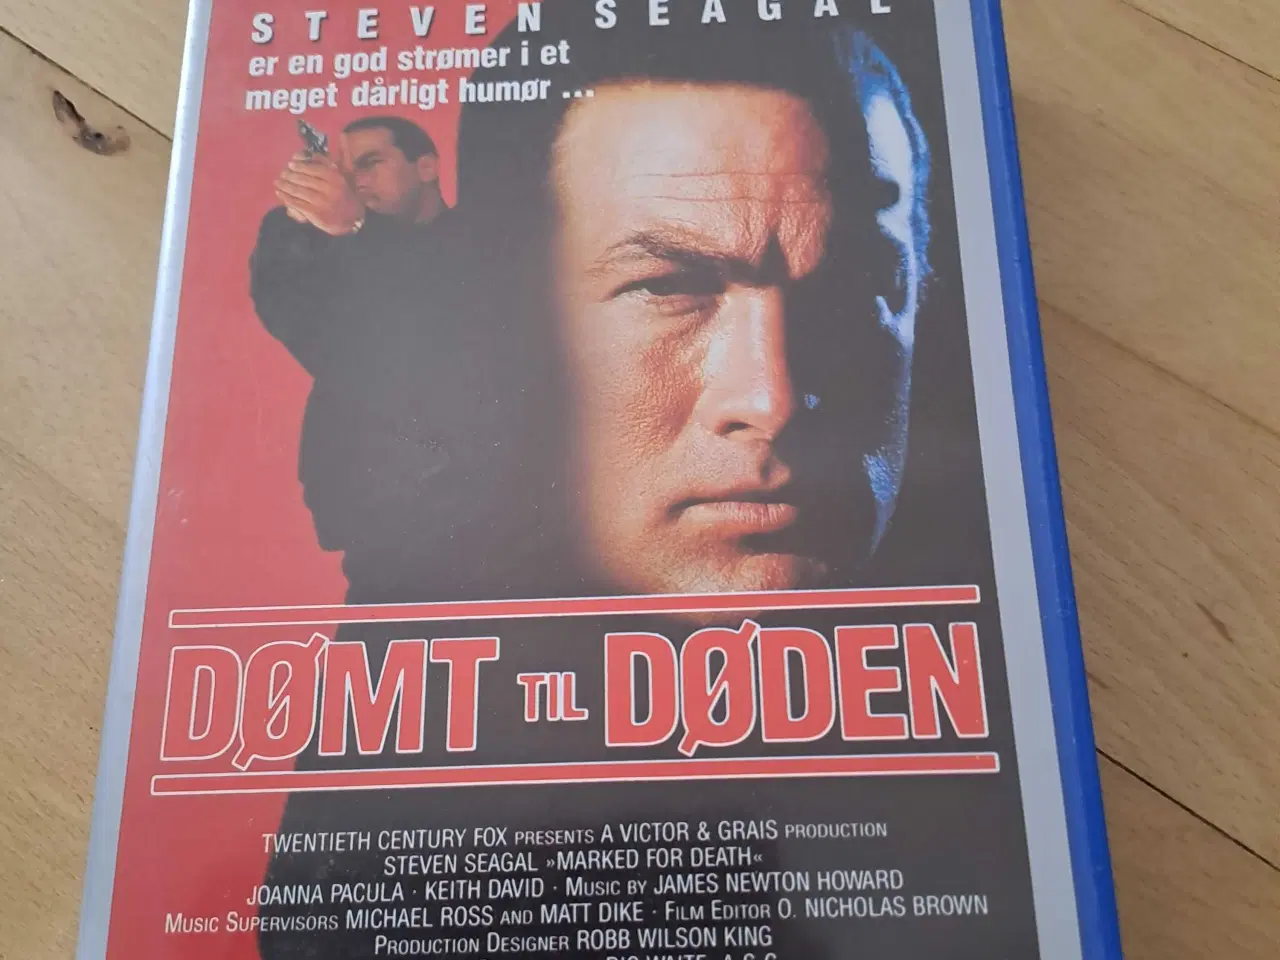 STEVEN SEAGAL
er en god strømer i et
meget dårligt humør ...
DØMT TIL DØDEN
TWENTIETH CENTURY FOX PRESENTS A VICTOR & GRAIS PRODUCTION
STEVEN SEAGAL »MARKED FOR DEATH«
JOANNA PACULA · KEITH DAVID · MUSIC BY JAMES NEWTON HOWARD
MUSIC SUPERVISORS MICHAEL ROSS AND MATT DIKE · FILM EDITOR O. NICHOLAS BROWN
PRODUCTION DESIGNER ROBB WILSON KING